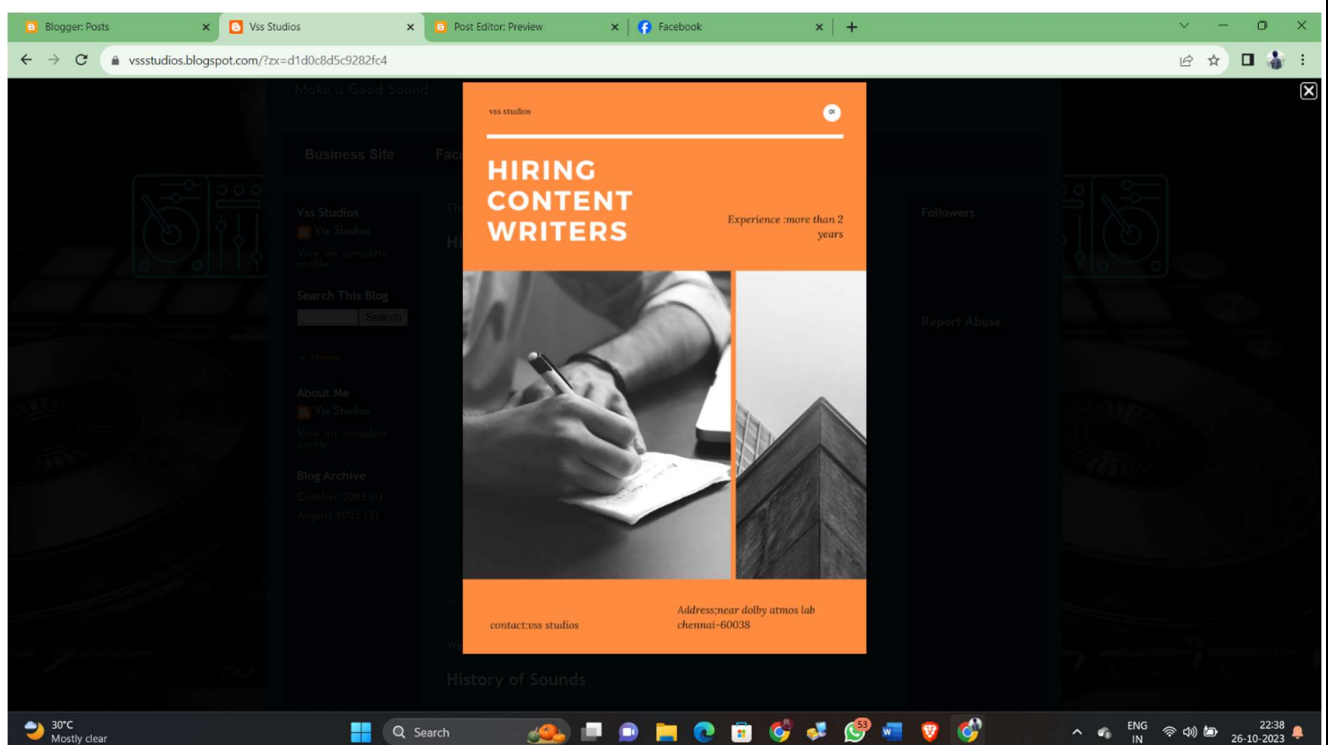 Blogger: Posts
Vss Studios
Post Editor: Preview
Facebook
vssstudios.blogspot.com/?zx=d1d0c8d5c9282fc4
Make a Good Sound
Business Site
Vss Studios
Vss Studios
View my complete
profile
Search This Blog
Search
Home
About Me
Vss Studios
View my complete
profile
Blog Archive
October 2023 (1)
August 2023 (3)
vss studios
01
HIRING
CONTENT
WRITERS
Experience :more than 2
years
contact:vss studios
Address;near dolby atmos lab
chennai-60038
History of Sounds
Followers
Report Abuse
30°C
Mostly clear
Search
53
ENG
IN
22:38
26-10-2023